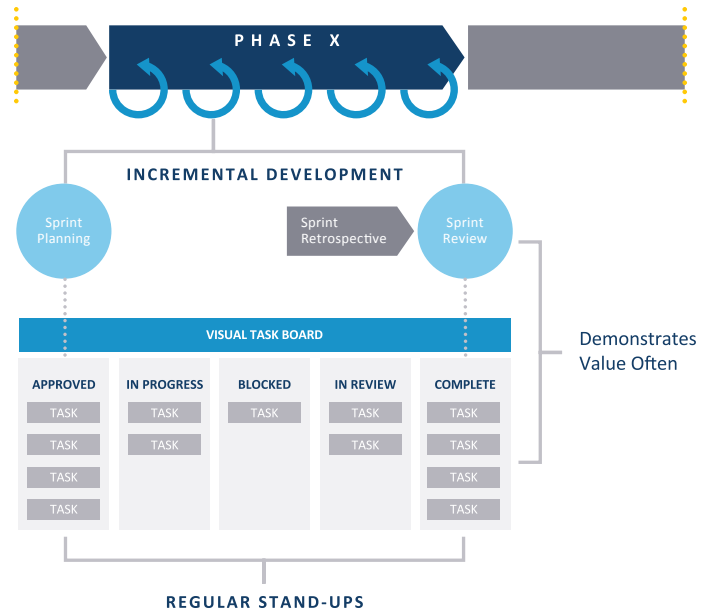 PHASE X
INCREMENTAL DEVELOPMENT
Sprint
Planning
Sprint
Retrospective
Sprint
Review
VISUAL TASK BOARD
Demonstrates
Value Often
APPROVED
TASK
TASK
TASK
TASK
IN PROGRESS
TASK
TASK
BLOCKED
TASK
IN REVIEW
TASK
TASK
COMPLETE
TASK
TASK
TASK
TASK
REGULAR STAND-UPS